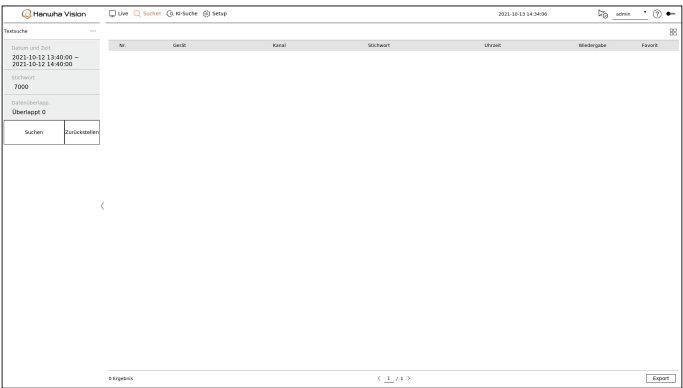 Hanwha Vision
Live Suchen KI-Suche Setup 2021-10-13 14:34:06 admin ?
Textsuche ...
Datum und Zeit
2021-10-12 13:40:00 ~
2021-10-12 14:40:00
Stichwort
7000
Datenüberlapp.
Überlappt 0
Suchen Zurückstellen
Nr. Gerät Kanal Stichwort Uhrzeit Wiedergabe Favorit
0 Ergebnis < 1 / 1 > Export